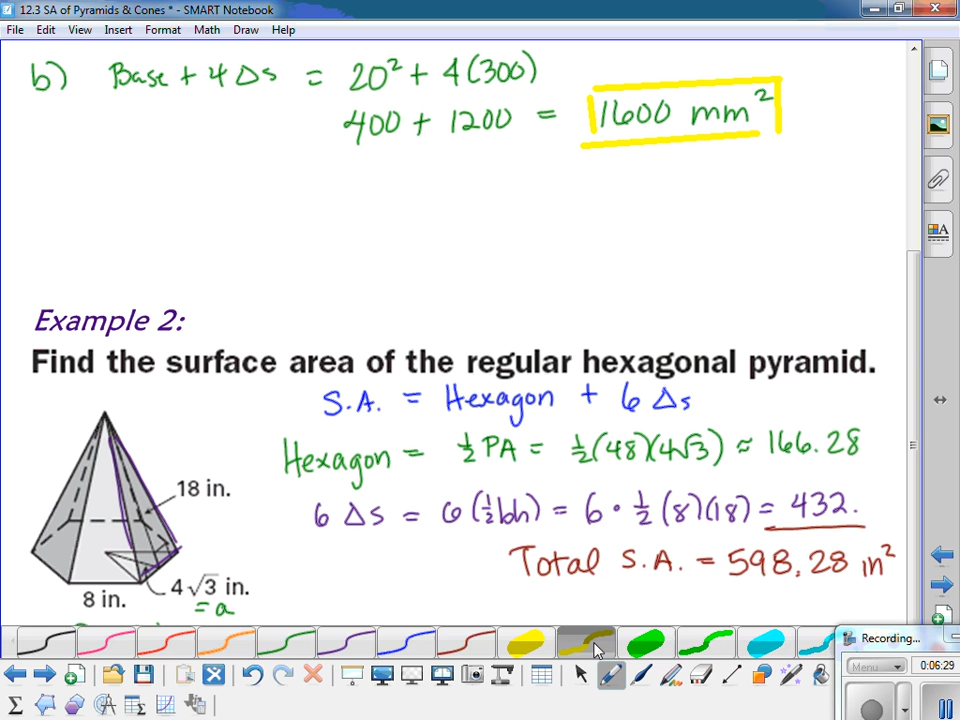 12.3 SA of Pyramids & Cones * - SMART Notebook
File Edit View Insert Format Math Draw Help
b) Base + 4 Δs = 20² + 4(300)
400 + 1200 = 1600 mm²
Example 2:
Find the surface area of the regular hexagonal pyramid.
S.A. = Hexagon + 6 Δs
Hexagon = ½ PA = ½(48)(4√3) ≈ 166.28
18 in.
6 Δs = 6(½bh) = 6 • ½ (8)(18) = 432.
Total S.A. = 598.28 in²
4√3 in.
8 in.
= a
Recording...
Menu 0:06:29